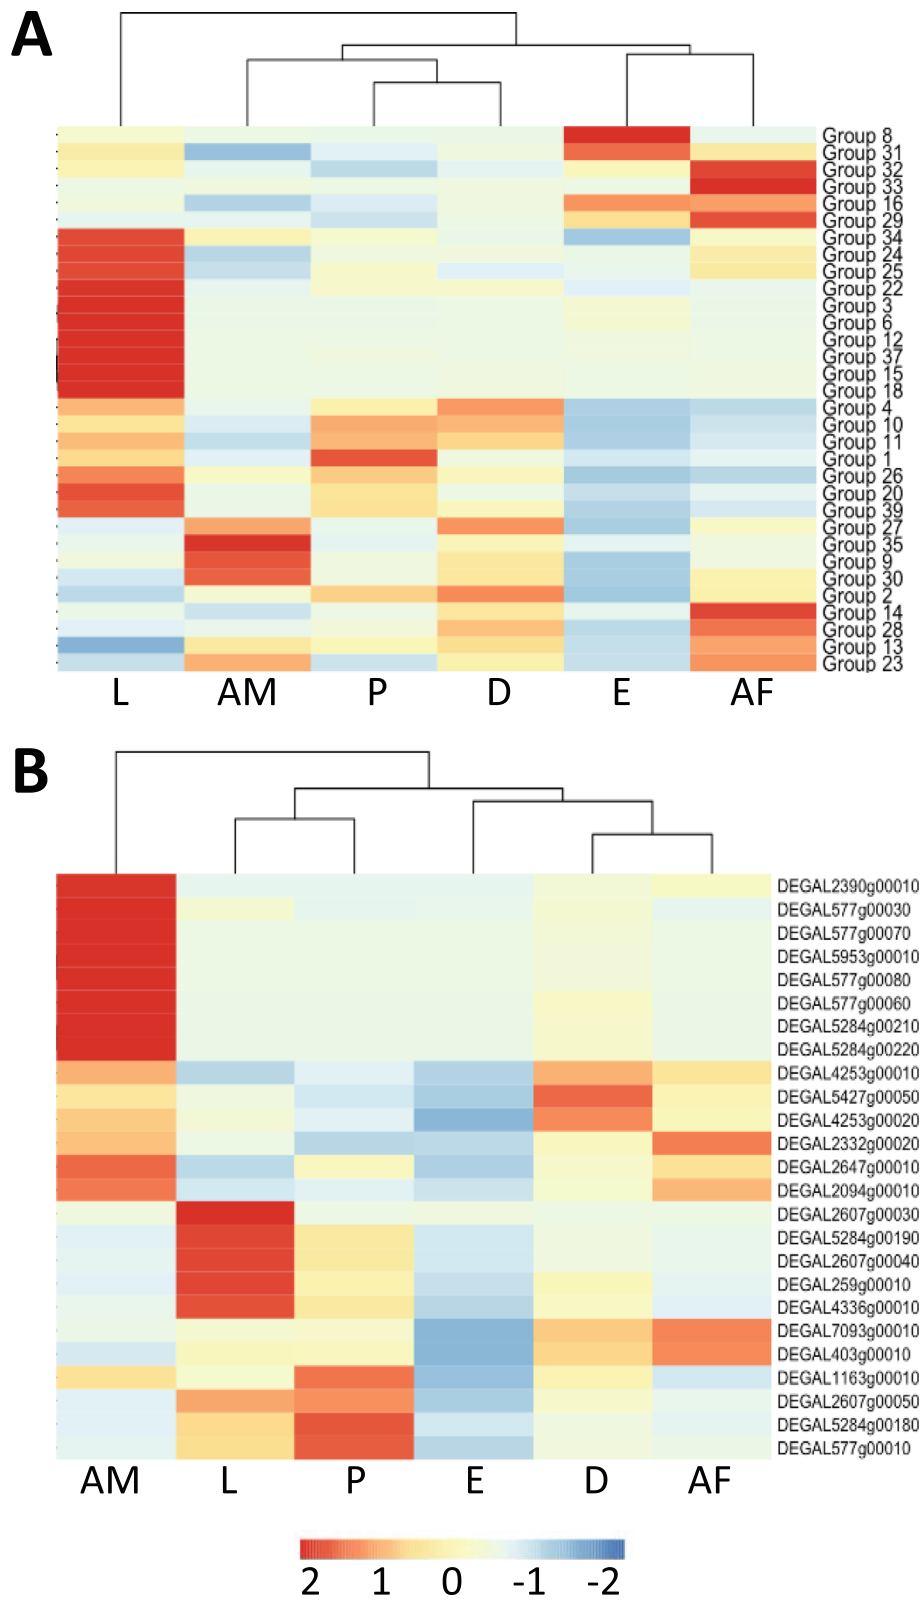 A
Group 8
Group 31
Group 32
Group 33
Group 16
Group 29
Group 34
Group 24
Group 25
Group 22
Group 3
Group 6
Group 12
Group 37
Group 15
Group 18
Group 4
Group 10
Group 11
Group 1
Group 26
Group 20
Group 39
Group 27
Group 35
Group 9
Group 30
Group 2
Group 14
Group 28
Group 13
Group 23
L AM P D E AF
B
DEGAL2390g00010
DEGAL577g00030
DEGAL577g00070
DEGAL5953g00010
DEGAL577g00080
DEGAL577g00060
DEGAL5284g00210
DEGAL5284g00220
DEGAL4253g00010
DEGAL5427g00050
DEGAL4253g00020
DEGAL2332g00020
DEGAL2647g00010
DEGAL2094g00010
DEGAL2607g00030
DEGAL5284g00190
DEGAL2607g00040
DEGAL259g00010
DEGAL4336g00010
DEGAL7093g00010
DEGAL403g00010
DEGAL1163g00010
DEGAL2607g00050
DEGAL5284g00180
DEGAL577g00010
AM L P E D AF
2 1 0 -1 -2